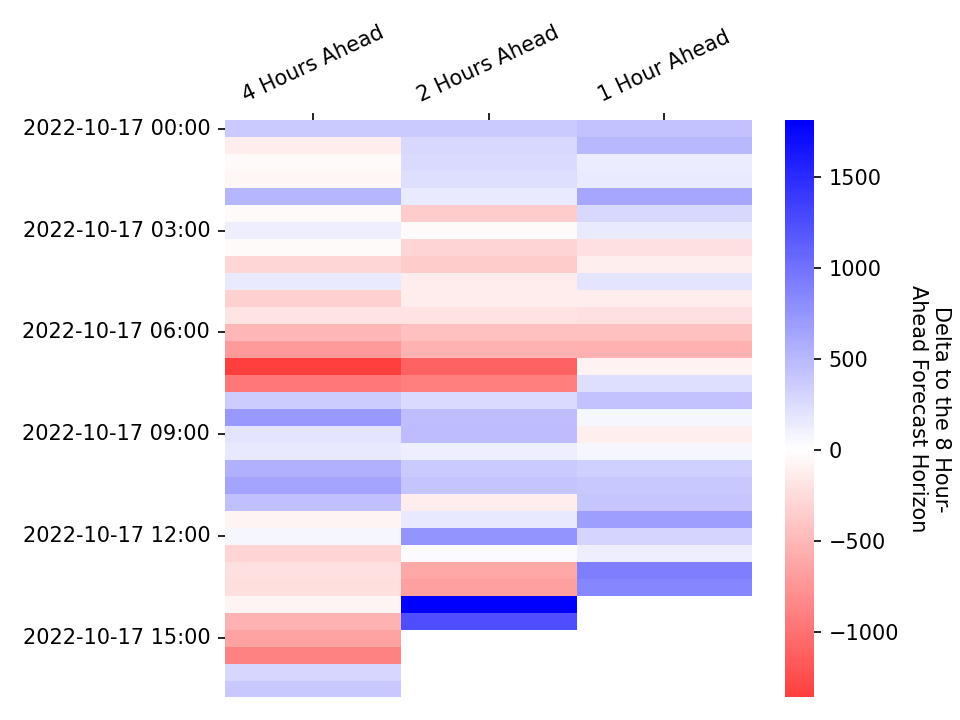 4 Hours Ahead
2 Hours Ahead
1 Hour Ahead
2022-10-17 00:00
2022-10-17 03:00
2022-10-17 06:00
2022-10-17 09:00
2022-10-17 12:00
2022-10-17 15:00
1500
1000
500
0
−500
−1000
Delta to the 8 Hour-
Ahead Forecast Horizon